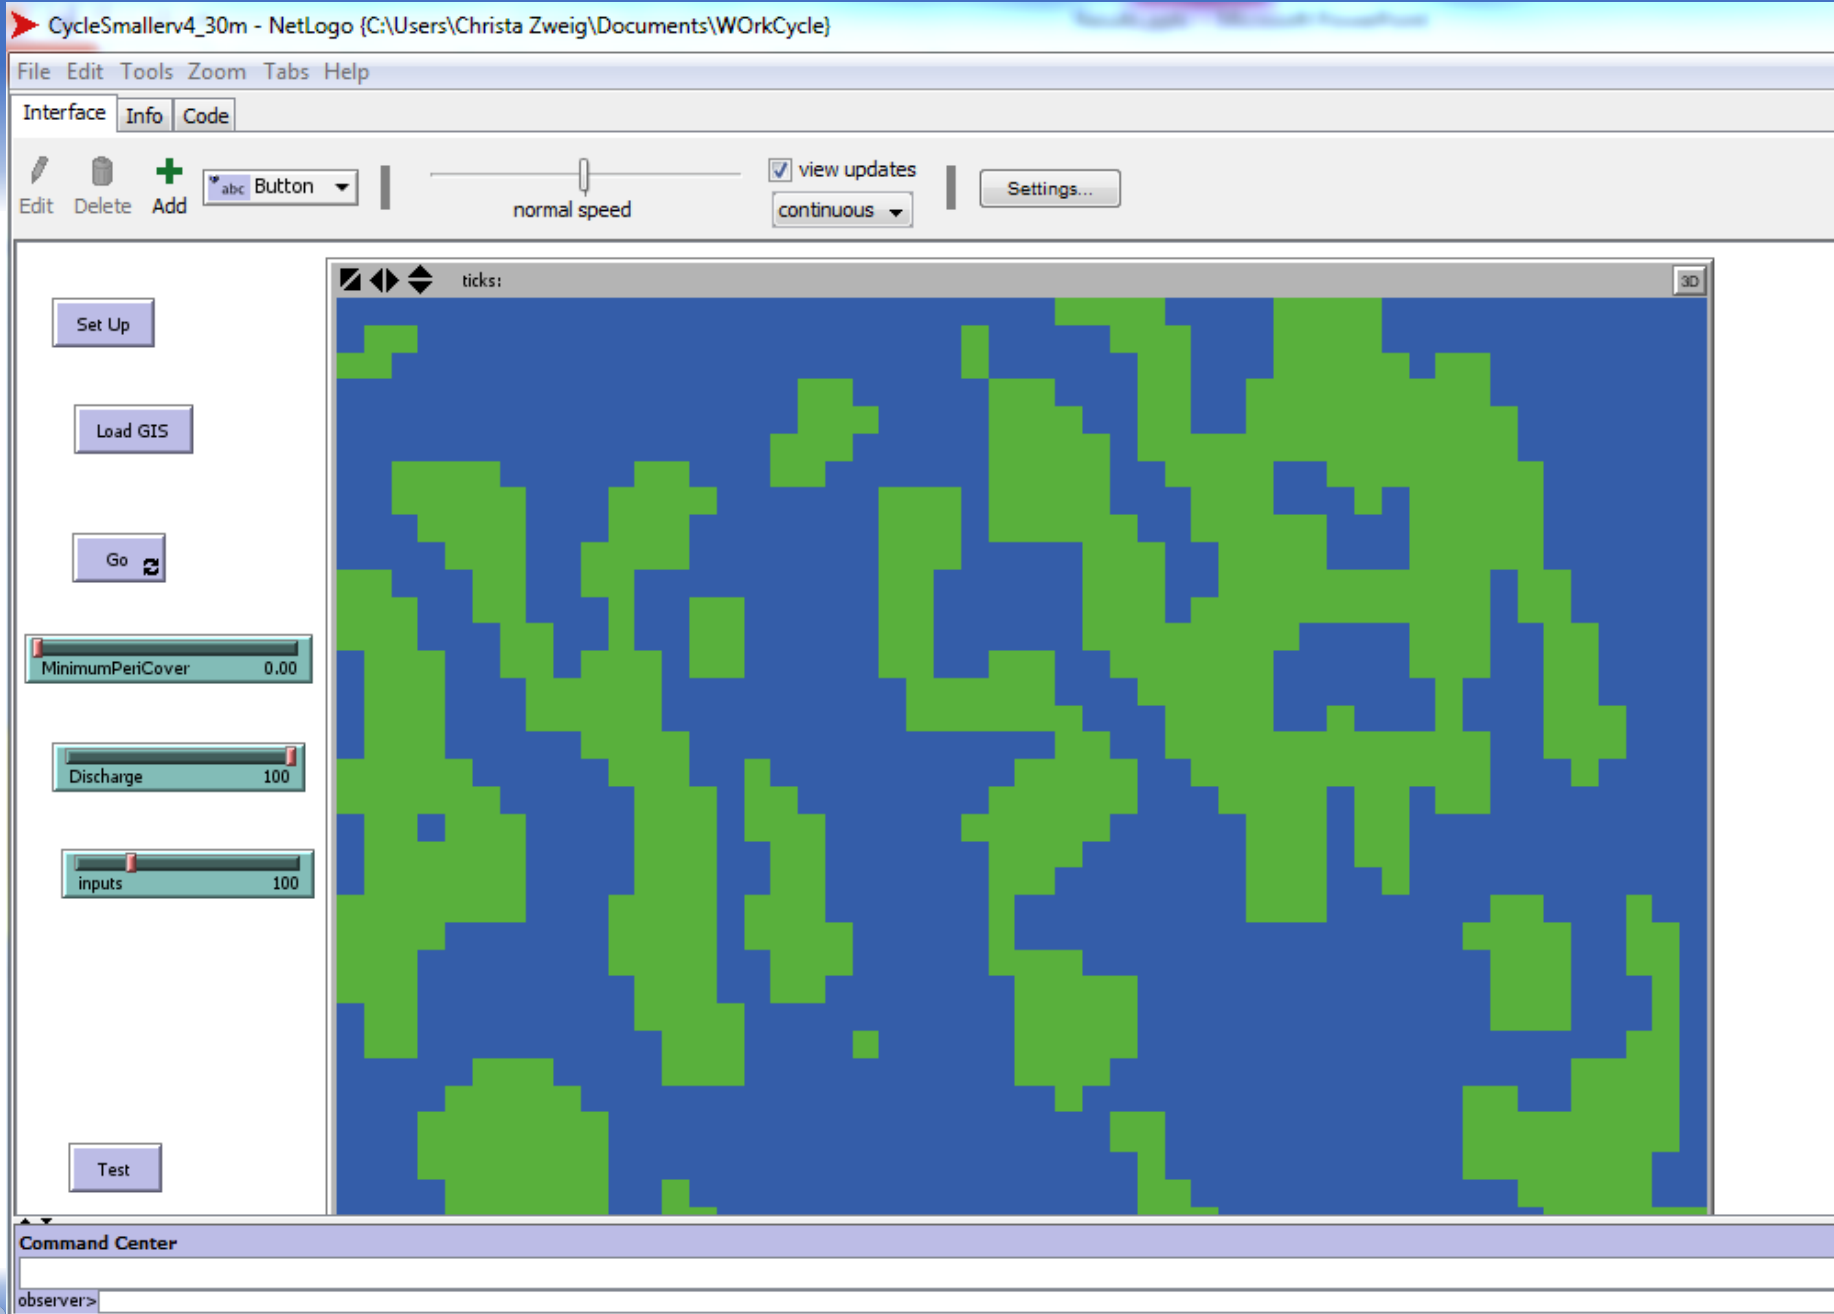 CycleSmallerv4_30m - NetLogo {C:\Users\Christa Zweig\Documents\WOrkCycle}
File Edit Tools Zoom Tabs Help
Interface Info Code
Edit Delete Add abc Button normal speed view updates continuous Settings...
ticks: 3D
Set Up
Load GIS
Go
MinimumPeriCover 0.00
Discharge 100
inputs 100
Test
Command Center
observer>